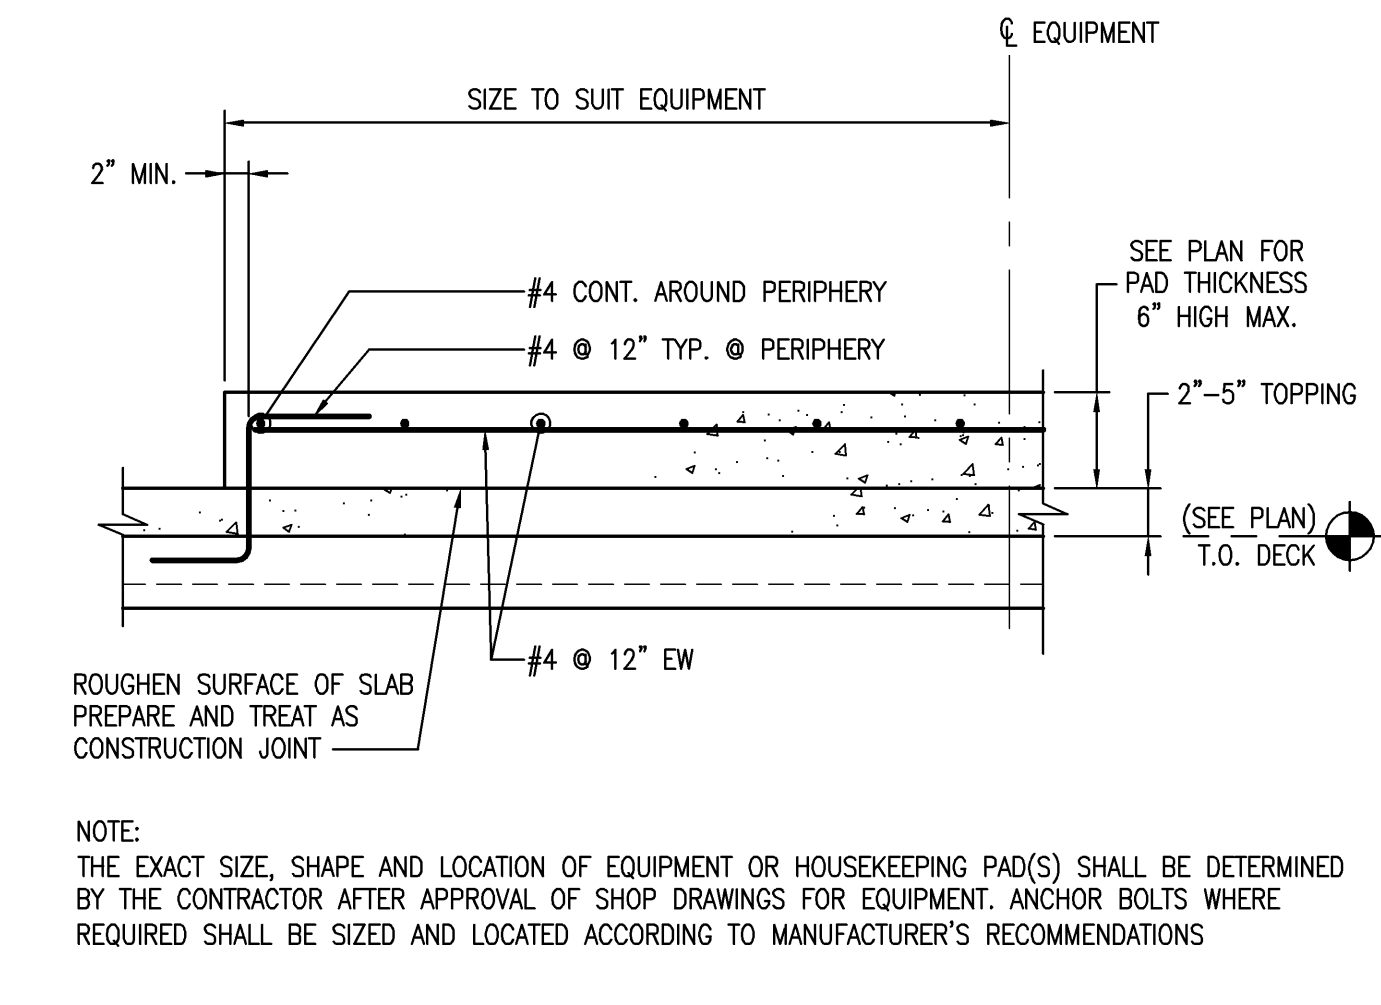 ℄ EQUIPMENT
SIZE TO SUIT EQUIPMENT
2" MIN.
SEE PLAN FOR
PAD THICKNESS
6" HIGH MAX.
#4 CONT. AROUND PERIPHERY
#4 @ 12" TYP. @ PERIPHERY
2"-5" TOPPING
(SEE PLAN)
T.O. DECK
#4 @ 12" EW
ROUGHEN SURFACE OF SLAB
PREPARE AND TREAT AS
CONSTRUCTION JOINT
NOTE:
THE EXACT SIZE, SHAPE AND LOCATION OF EQUIPMENT OR HOUSEKEEPING PAD(S) SHALL BE DETERMINED
BY THE CONTRACTOR AFTER APPROVAL OF SHOP DRAWINGS FOR EQUIPMENT. ANCHOR BOLTS WHERE
REQUIRED SHALL BE SIZED AND LOCATED ACCORDING TO MANUFACTURER'S RECOMMENDATIONS